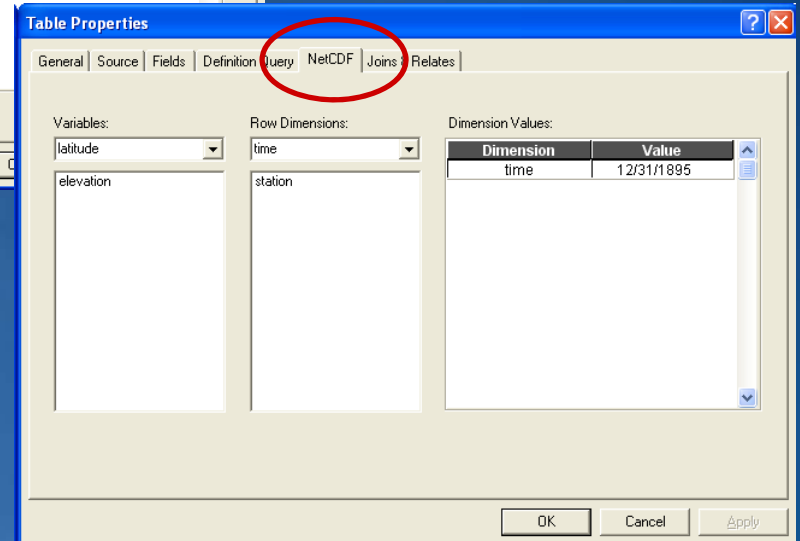 Table Properties
General Source Fields Definition Query NetCDF Joins & Relates
Variables: Row Dimensions: Dimension Values:
latitude time Dimension Value
time 12/31/1895
elevation station
OK Cancel Apply